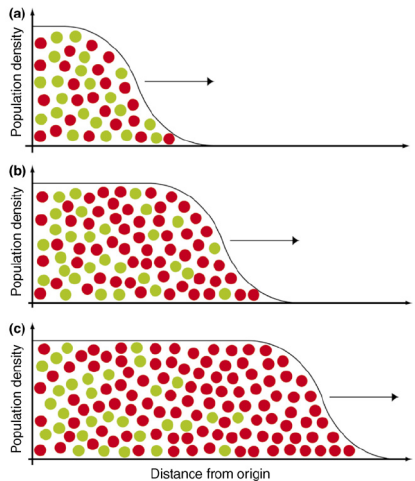 (a)
Population density
(b)
Population density
(c)
Population density
Distance from origin